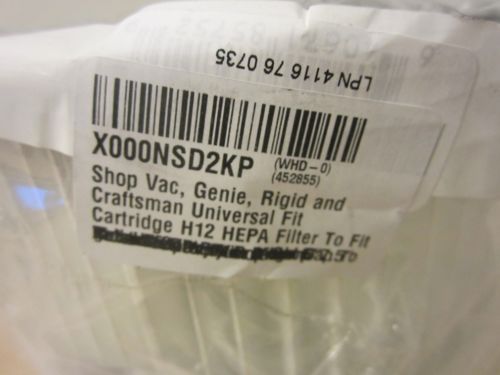 LPN 4116 76 0735
X000NSD2KP
(WHD-0)
(452855)
Shop Vac, Genie, Rigid and
Craftsman Universal Fit
Cartridge H12 HEPA Filter To Fit